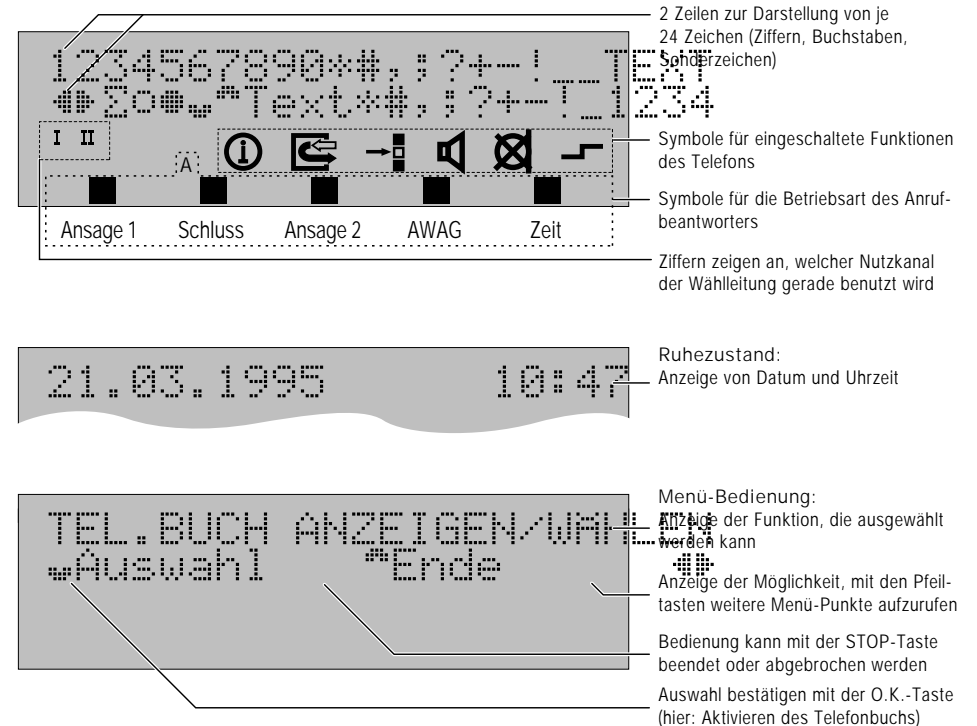 2 Zeilen zur Darstellung von je
24 Zeichen (Ziffern, Buchstaben,
Sonderzeichen)
1234567890*#,;?+-!__TEXT
Σo Text*#,;?+-!_1234
I II
A
Symbole für eingeschaltete Funktionen
des Telefons
Symbole für die Betriebsart des Anruf-
beantworters
Ansage 1 Schluss Ansage 2 AWAG Zeit
Ziffern zeigen an, welcher Nutzkanal
der Wählleitung gerade benutzt wird
21.03.1995 10:47
Ruhezustand:
Anzeige von Datum und Uhrzeit
TEL.BUCH ANZEIGEN/WÄHLEN
Auswahl Ende
Menü-Bedienung:
Anzeige der Funktion, die ausgewählt
werden kann
Anzeige der Möglichkeit, mit den Pfeil-
tasten weitere Menü-Punkte aufzurufen
Bedienung kann mit der STOP-Taste
beendet oder abgebrochen werden
Auswahl bestätigen mit der O.K.-Taste
(hier: Aktivieren des Telefonbuchs)